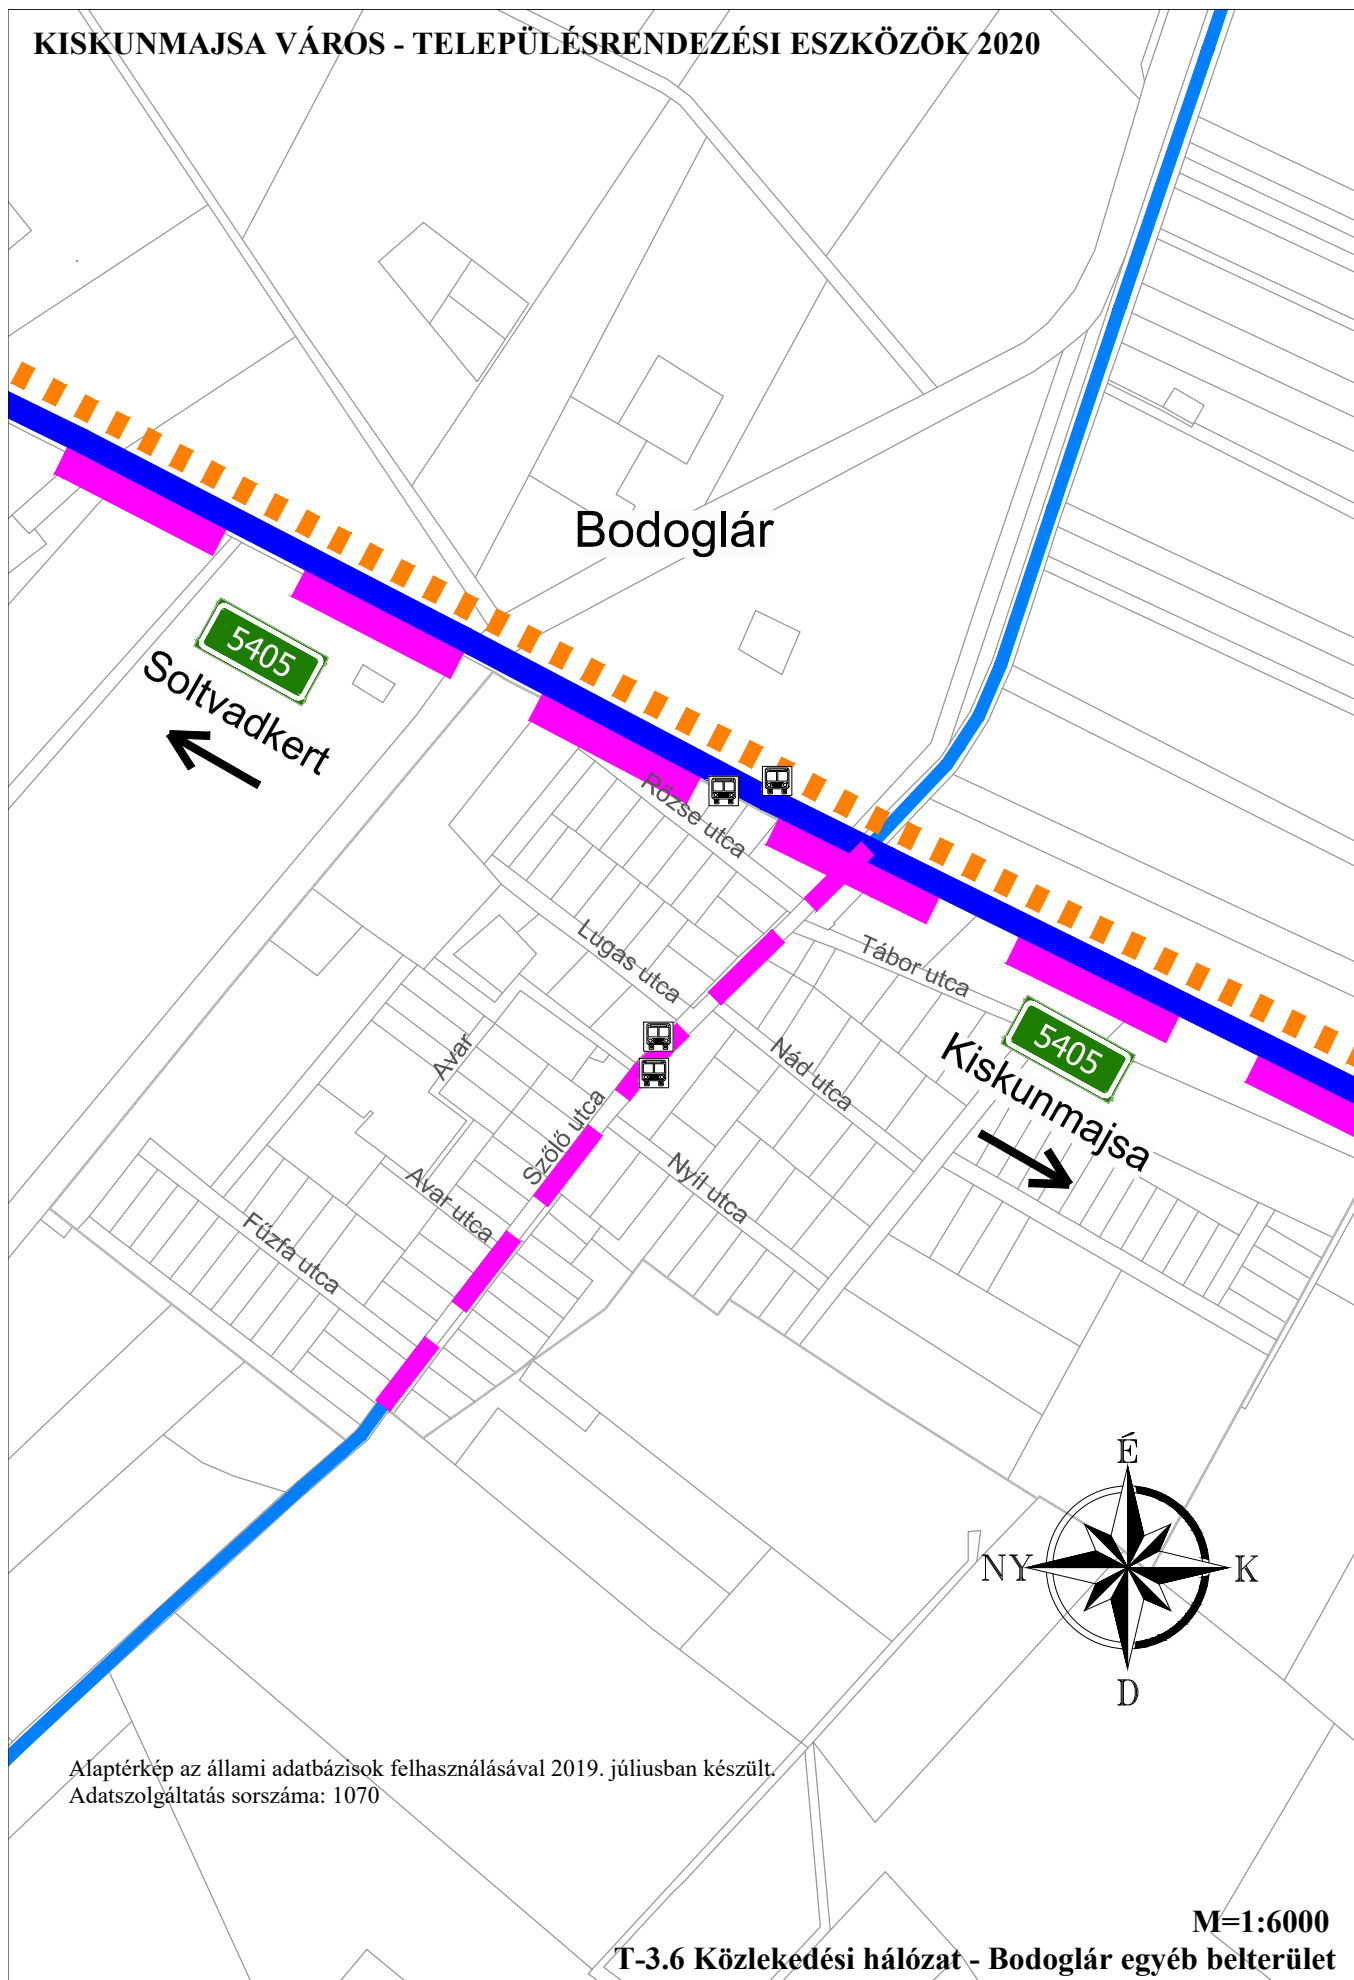 KISKUNMAJSA VÁROS - TELEPÜLÉSRENDEZÉSI ESZKÖZÖK 2020
Bodoglár
5405
Soltvadkert
Rőzse utca
Lugas utca
Tábor utca
5405
Kiskunmajsa
Avar
Nád utca
Szőlő utca
Nyíl utca
Avar utca
Fűzfa utca
É
NY
K
D
Alaptérkép az állami adatbázisok felhasználásával 2019. júliusban készült.
Adatszolgáltatás sorszáma: 1070
M=1:6000
T-3.6 Közlekedési hálózat - Bodoglár egyéb belterület